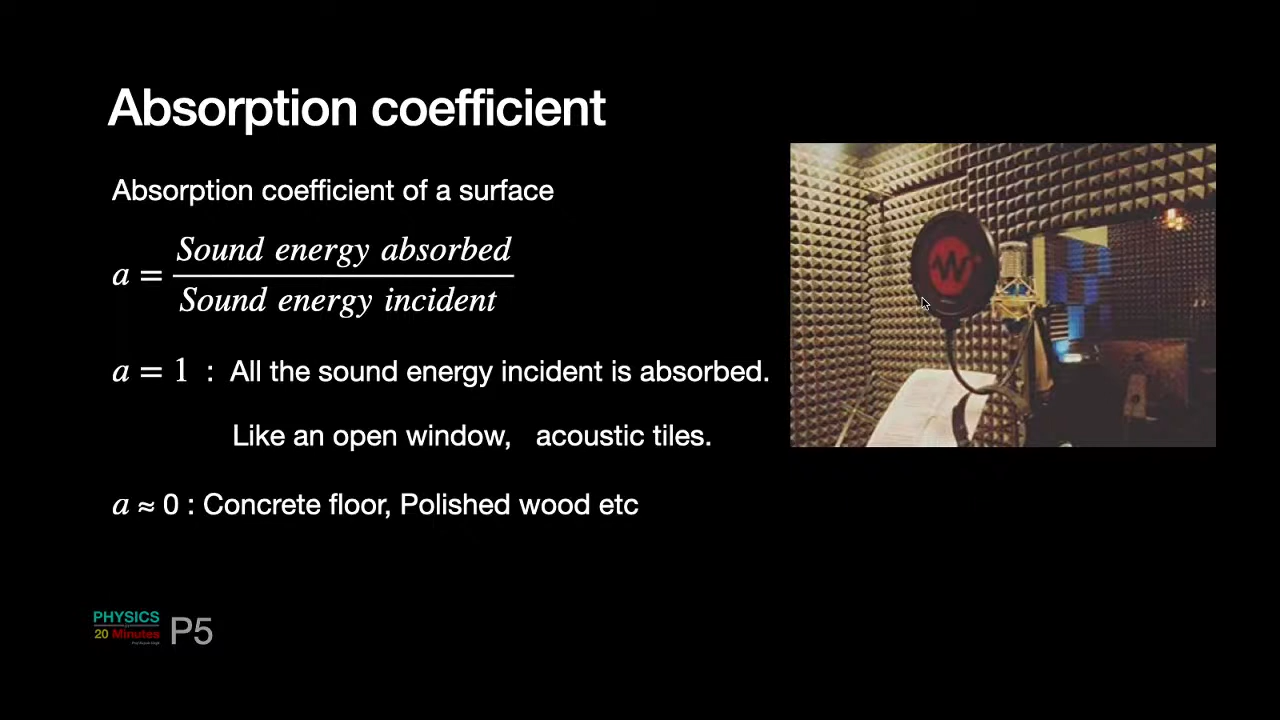 Absorption coefficient
Absorption coefficient of a surface
a = Sound energy absorbed / Sound energy incident
a = 1 : All the sound energy incident is absorbed.
Like an open window, acoustic tiles.
a ≈ 0 : Concrete floor, Polished wood etc
PHYSICS
20 Minutes
P5